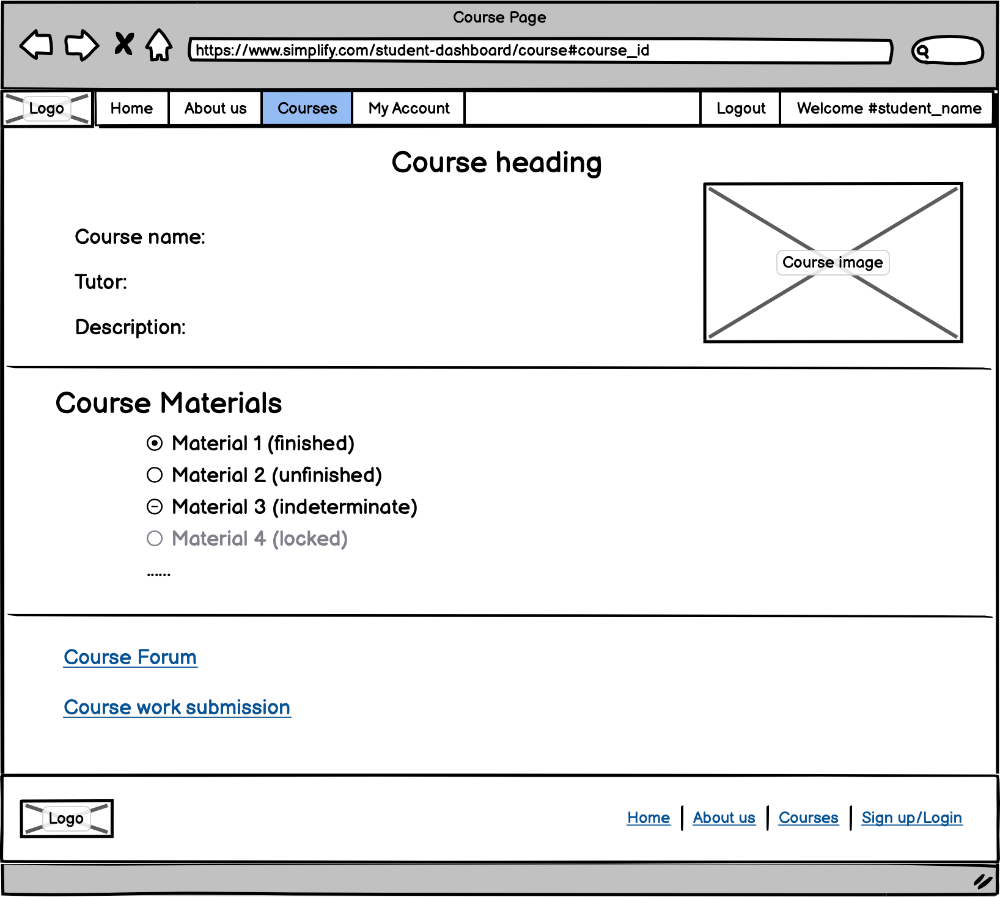 Course Page
https://www.simplify.com/student-dashboard/course#course_id
Logo Home About us Courses My Account Logout Welcome #student_name
Course heading
Course image
Course name:
Tutor:
Description:
Course Materials
Material 1 (finished)
Material 2 (unfinished)
Material 3 (indeterminate)
Material 4 (locked)
......
Course Forum
Course work submission
Logo Home About us Courses Sign up/Login